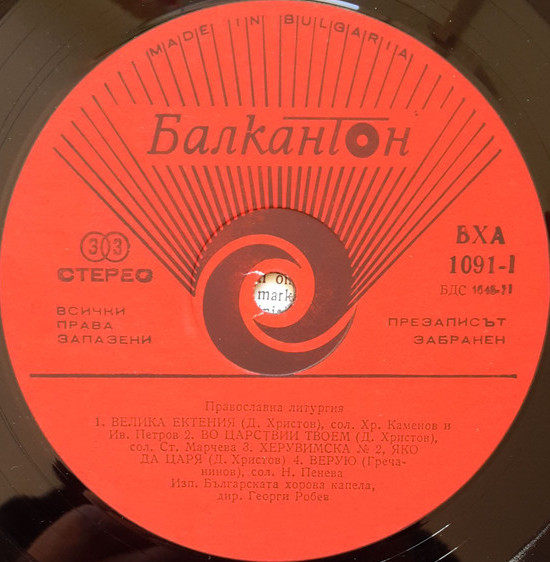 MADE IN BULGARIA
Балкантон
33
СТЕРЕО
ВХА
1091-I
БДС
ВСИЧКИ
ПРАВА
ЗАПАЗЕНИ
ПРЕЗАПИСЪТ
ЗАБРАНЕН
mark
Православна литургия
1. ВЕЛИКА ЕКТЕНИЯ (Д. Христов), сол. Хр. Каменов и
Ив. Петров 2. ВО ЦАРСТВИИ ТВОЕМ (Д. Христов),
сол. Ст. Марчева 3. ХЕРУВИМСКА № 2, ЯКО
ДА ЦАРЯ (Д. Христов) 4. ВЕРУЮ (Греча-
нинов), сол. Н. Пенева
Изп. Българската хорова капела,
дир. Георги Робев